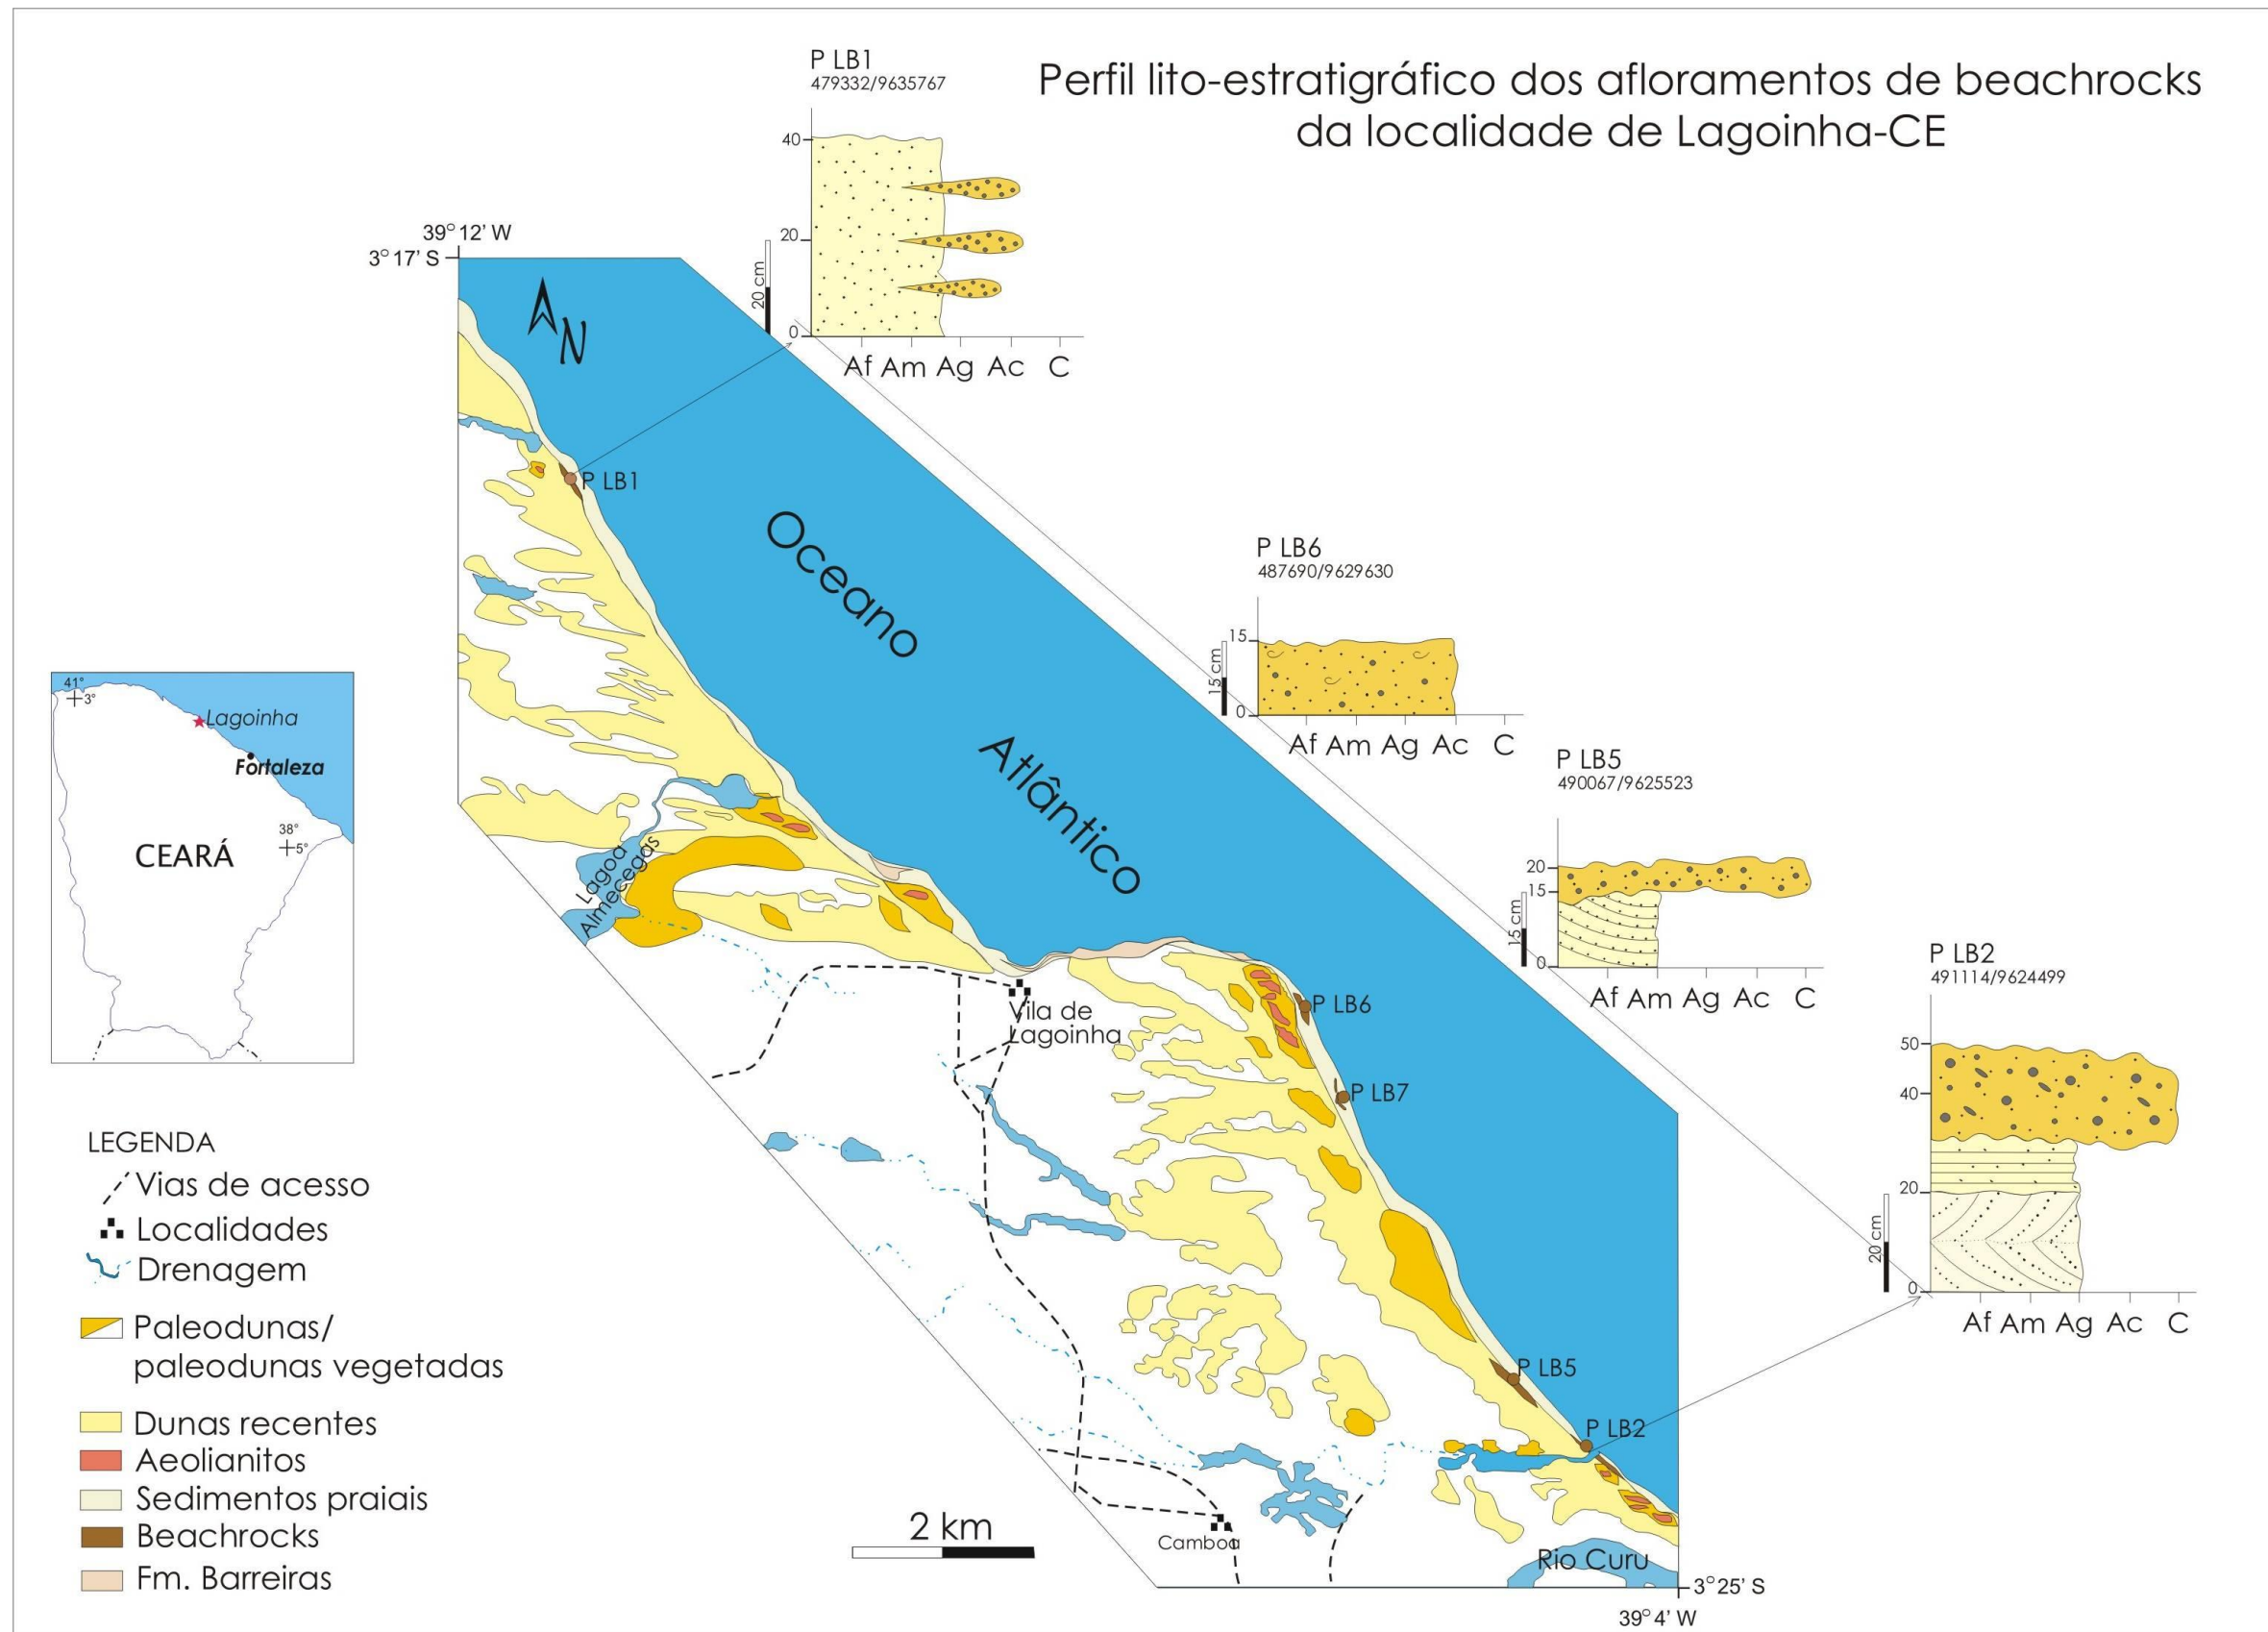 Perfil lito-estratigráfico dos afloramentos de beachrocks
da localidade de Lagoinha-CE
P LB1
479332/9635767
40
20
0
20 cm
Af Am Ag Ac C
39° 12' W
3° 17' S
N
P LB1
Oceano
Atlântico
P LB6
487690/9629630
15
0
15 cm
Af Am Ag Ac C
P LB5
490067/9625523
20
15
0
15 cm
Af Am Ag Ac C
P LB2
491114/9624499
50
40
20
0
20 cm
Af Am Ag Ac C
41°
3°
Lagoinha
Fortaleza
38°
5°
CEARÁ
Lagoa
Almecegas
Vila de
Lagoinha
P LB6
P LB7
P LB5
P LB2
Camboa
Rio Curu
2 km
3° 25' S
39° 4' W
LEGENDA
Vias de acesso
Localidades
Drenagem
Paleodunas/
paleodunas vegetadas
Dunas recentes
Aeolianitos
Sedimentos praiais
Beachrocks
Fm. Barreiras